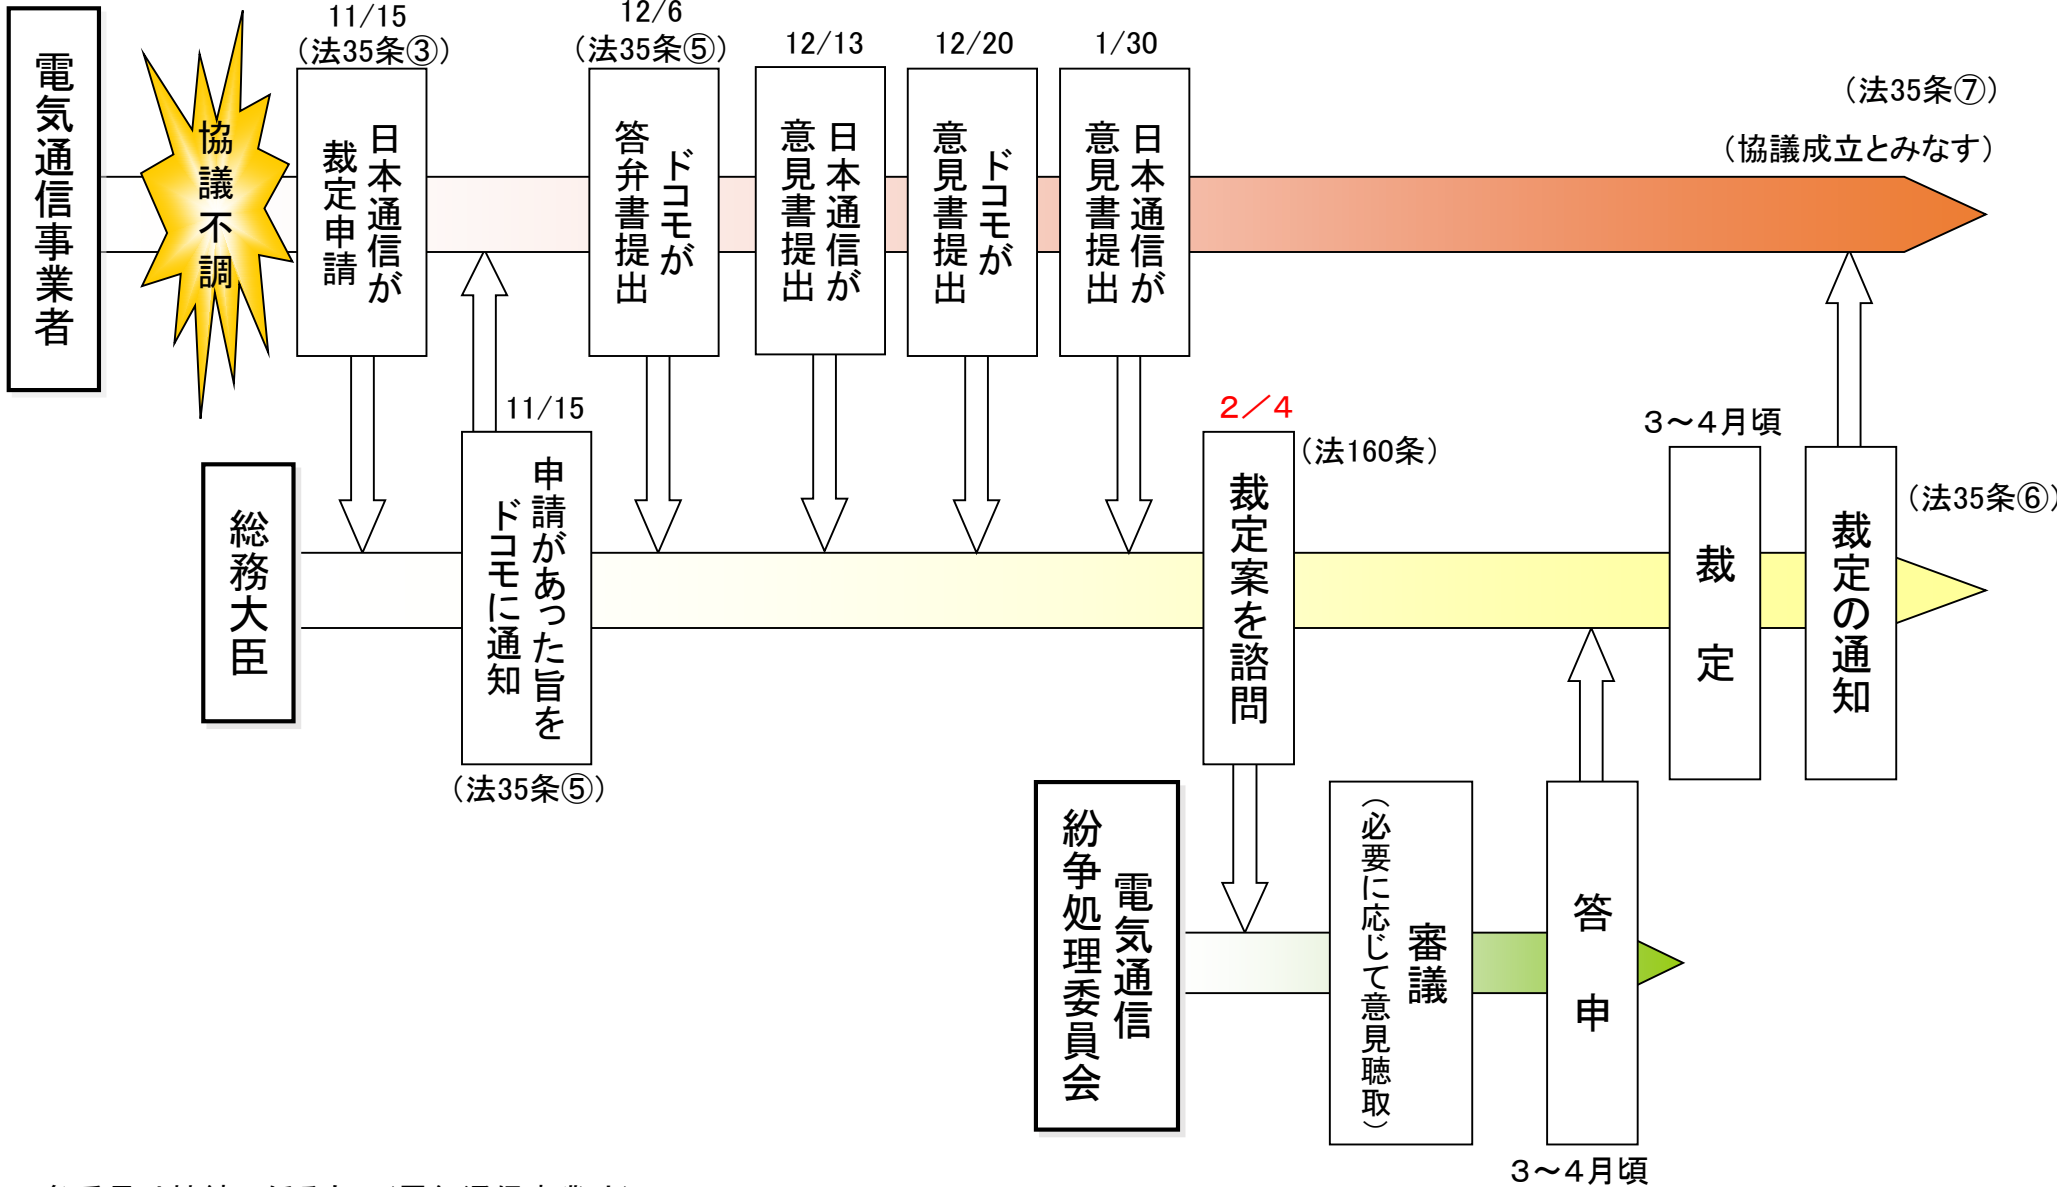 電気通信事業者
協議不調
11/15
（法35条③）
日本通信が
裁定申請
12/6
（法35条⑤）
ドコモが
答弁書提出
12/13
日本通信が
意見書提出
12/20
ドコモが
意見書提出
1/30
日本通信が
意見書提出
（法35条⑦）
（協議成立とみなす）
総務大臣
11/15
申請があった旨を
ドコモに通知
（法35条⑤）
２／４
（法160条）
裁定案を諮問
３～４月頃
裁定
裁定の通知
（法35条⑥）
電気通信
紛争処理委員会
審議
（必要に応じて意見聴取）
答申
３～４月頃